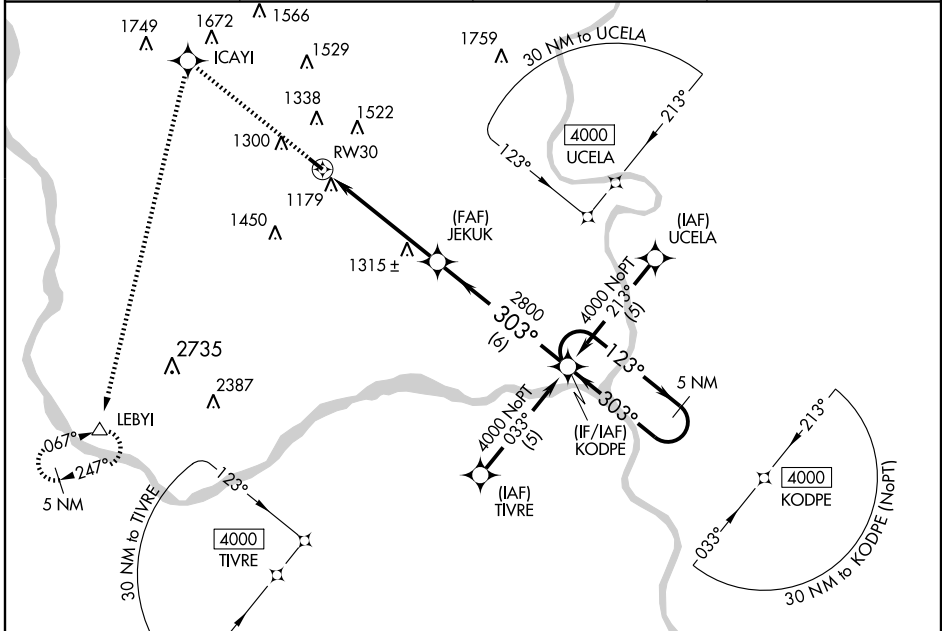 1566
1672
1749
ICAYI
1529
1759
30 NM to UCELA
213°
4000
UCELA
123°
1338
1522
1300
RW30
1179
1450
(FAF)
JEKUK
1315 ±
(IAF)
UCELA
4000 NoPT
213°
(5)
2800
303°
(6)
123°
5 NM
303°
(IF/IAF)
KODPE
4000 NoPT
033°
(5)
(IAF)
TIVRE
2735
2387
LEBYI
067°
247°
5 NM
30 NM to TIVRE
123°
4000
TIVRE
213°
4000
KODPE
033°
30 NM to KODPE (NoPT)